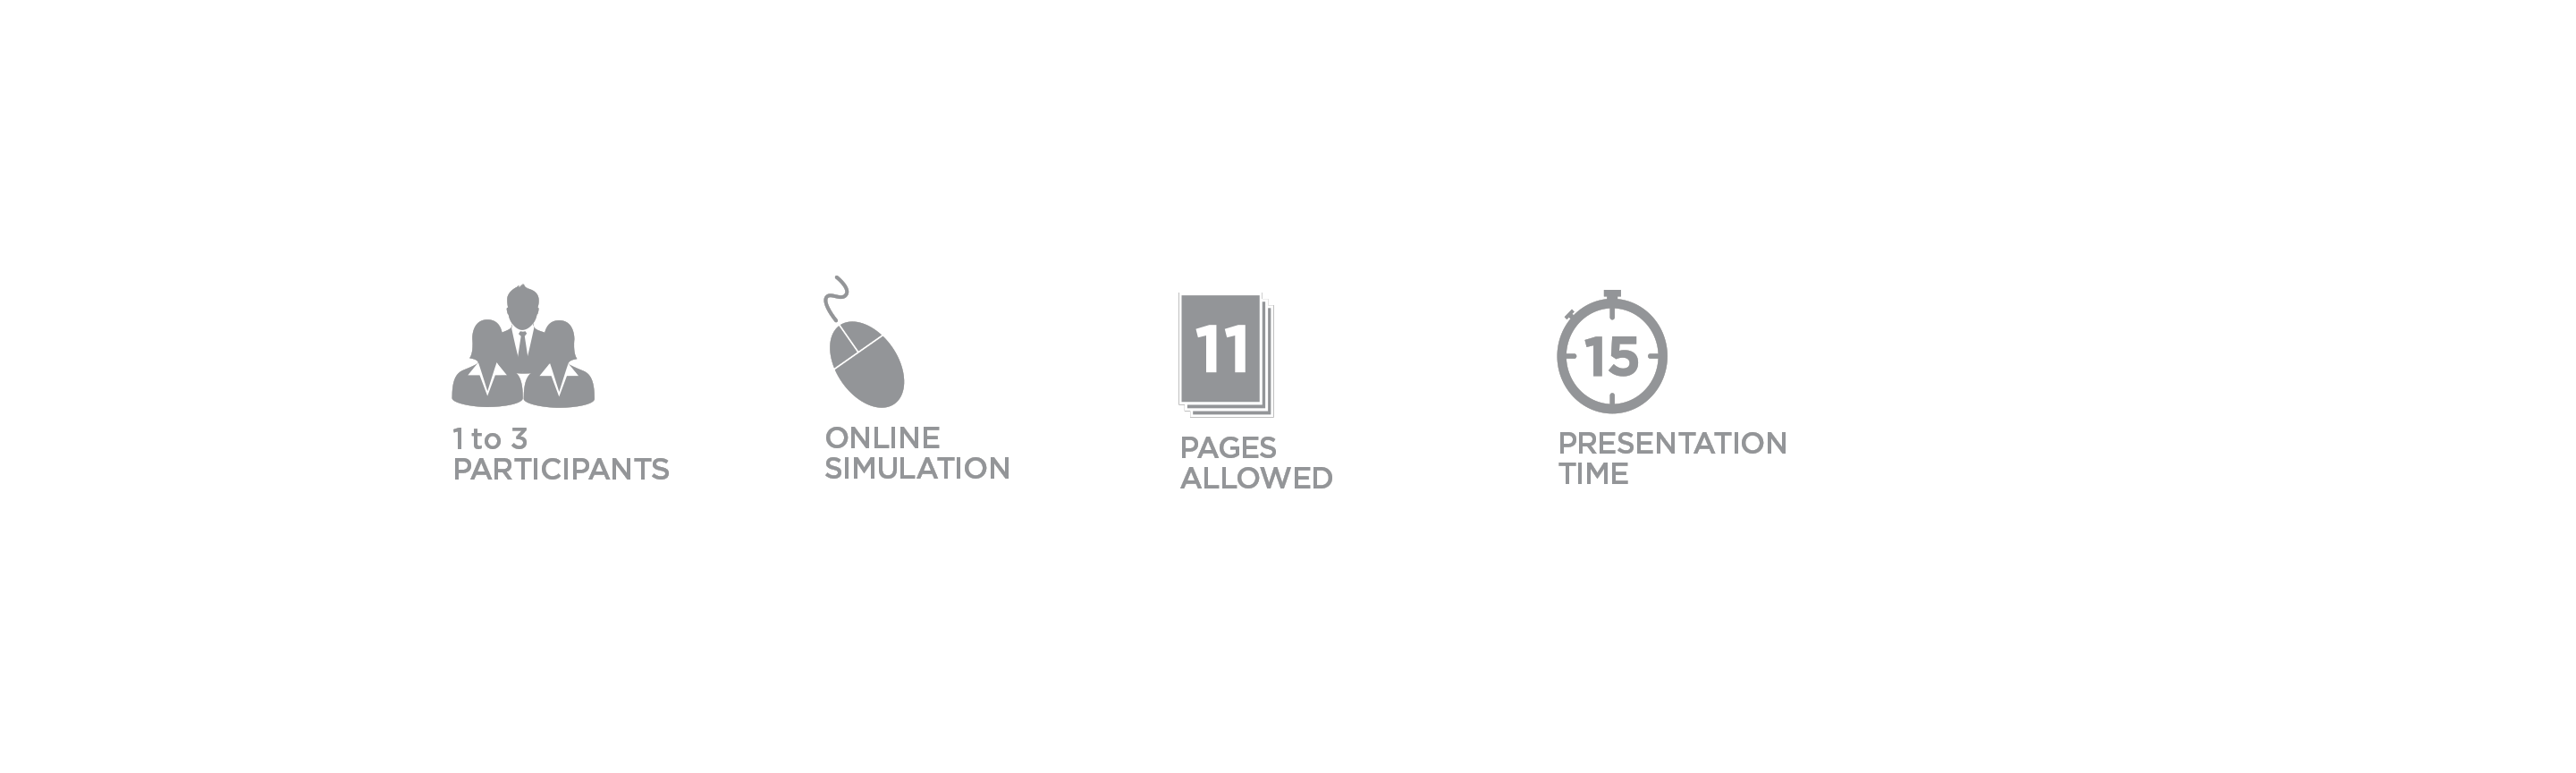 1 to 3
PARTICIPANTS
ONLINE
SIMULATION
11
PAGES
ALLOWED
15
PRESENTATION
TIME